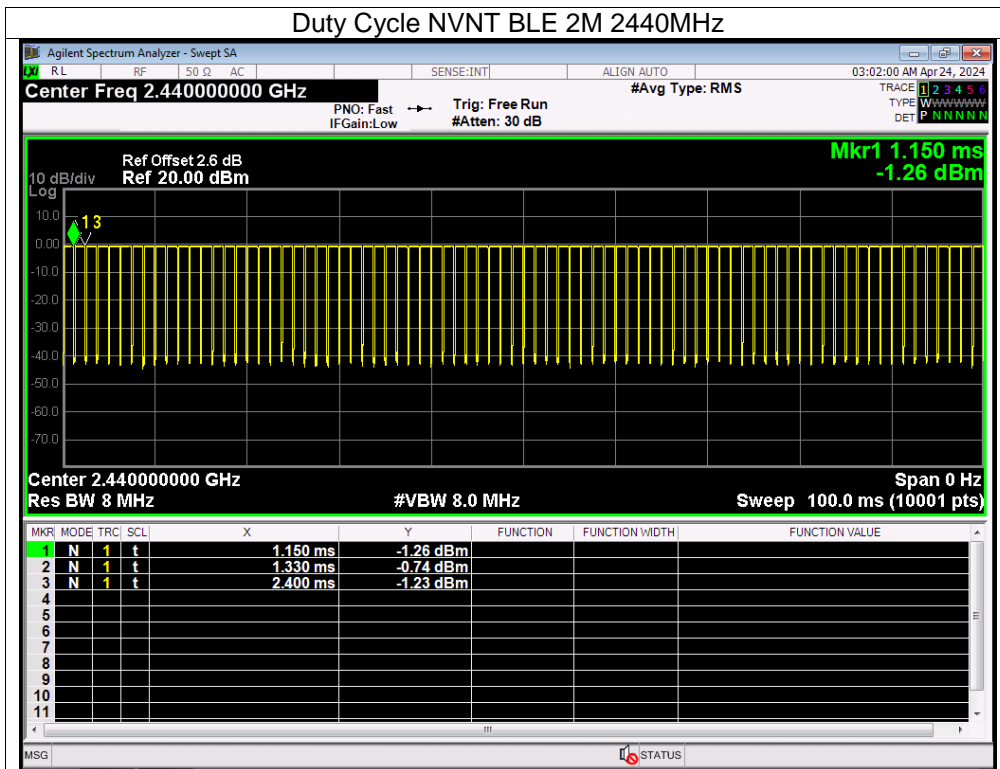 Duty Cycle NVNT BLE 2M 2440MHz
Agilent Spectrum Analyzer - Swept SA
LXI RL RF 50 Ω AC SENSE:INT ALIGN AUTO 03:02:00 AM Apr 24, 2024
Center Freq 2.440000000 GHz #Avg Type: RMS TRACE 1 2 3 4 5 6
PNO: Fast Trig: Free Run TYPE WWWWWW
IFGain:Low #Atten: 30 dB DET P N N N N N
Mkr1 1.150 ms
Ref Offset 2.6 dB
10 dB/div Ref 20.00 dBm -1.26 dBm
Log
10.0
1 3
0.00
-10.0
-20.0
-30.0
-40.0
-50.0
-60.0
-70.0
Center 2.440000000 GHz Span 0 Hz
Res BW 8 MHz #VBW 8.0 MHz Sweep 100.0 ms (10001 pts)
MKR MODE TRC SCL X Y FUNCTION FUNCTION WIDTH FUNCTION VALUE
1 N 1 t 1.150 ms -1.26 dBm
2 N 1 t 1.330 ms -0.74 dBm
3 N 1 t 2.400 ms -1.23 dBm
4
5
6
7
8
9
10
11
MSG STATUS